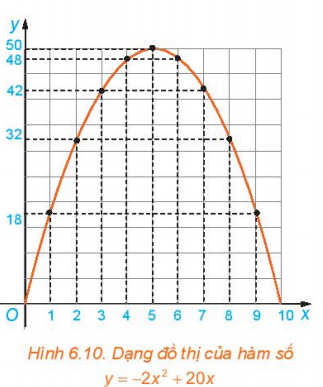 y
50
48
42
32
18
O 1 2 3 4 5 6 7 8 9 10 x
Hình 6.10. Dạng đồ thị của hàm số
y = –2x² + 20x